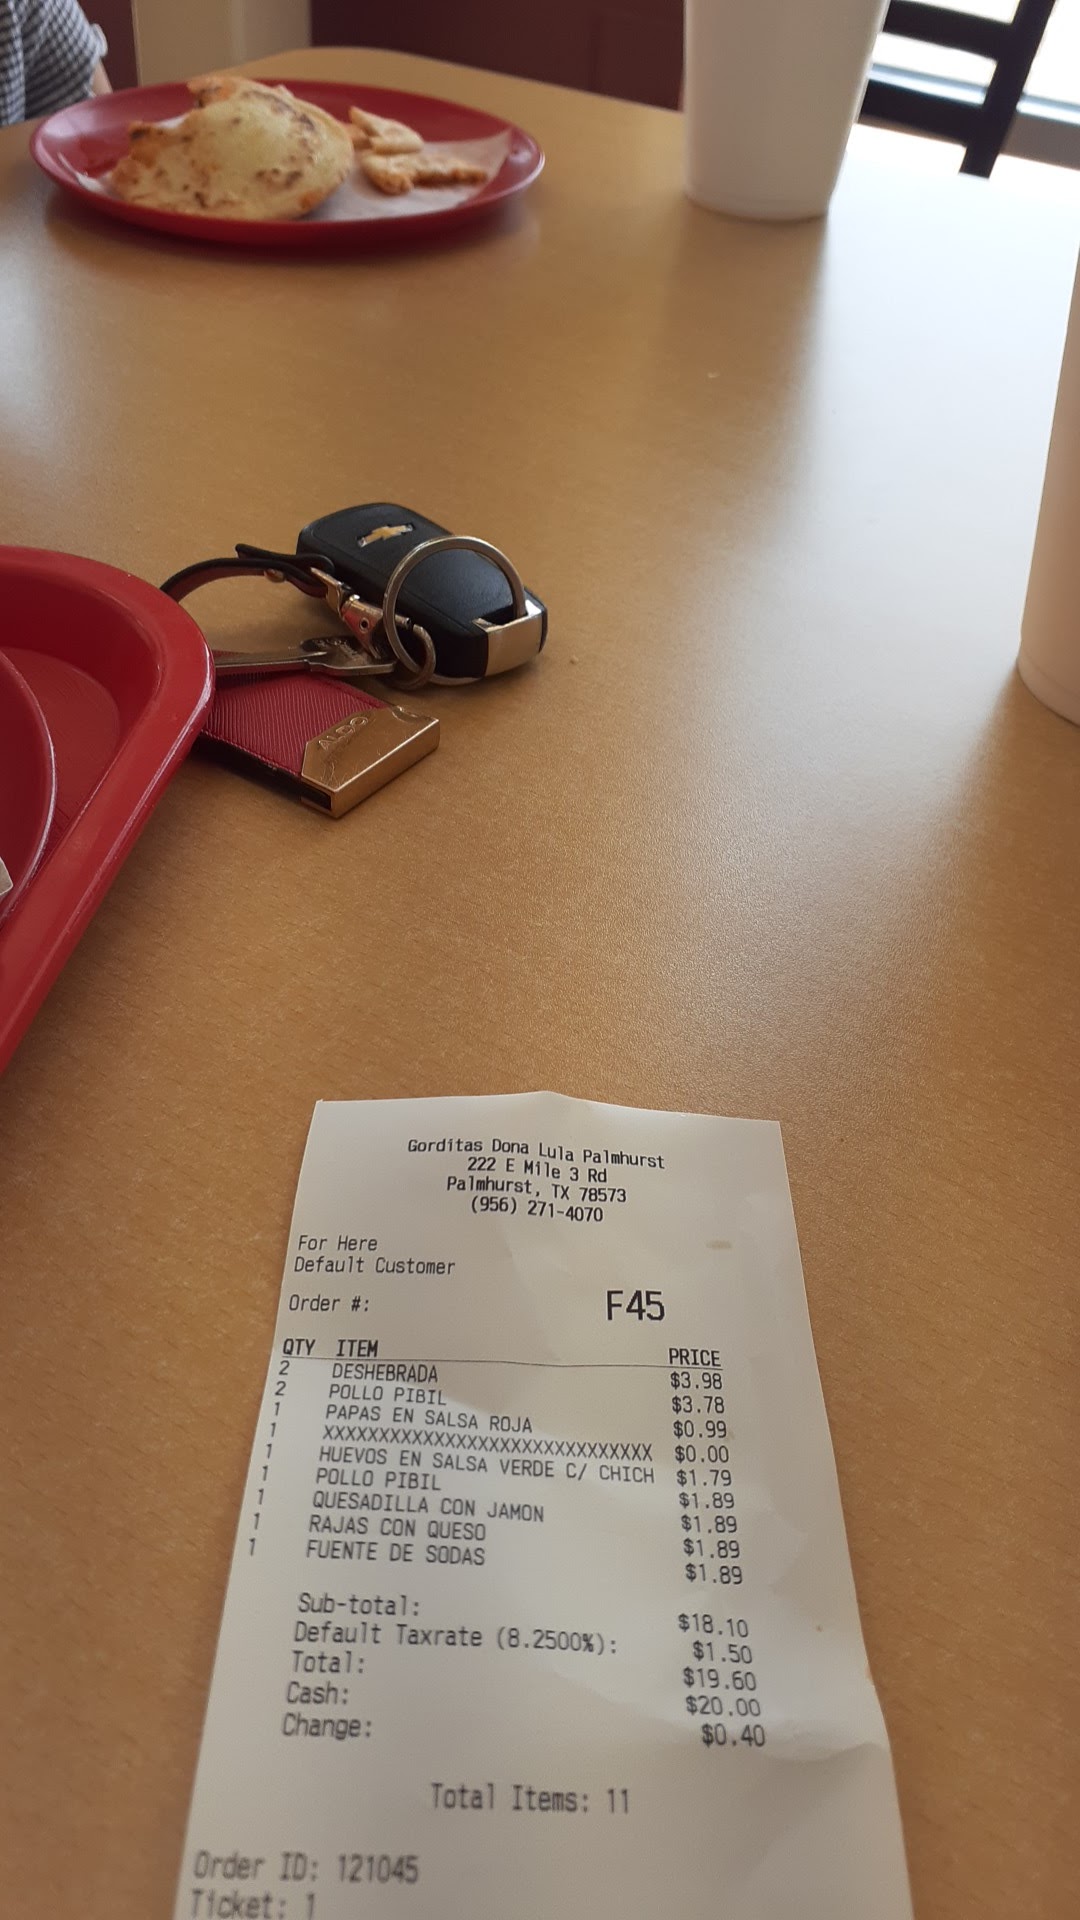 ALDO
Gorditas Dona Lula Palmhurst
222 E Mile 3 Rd
Palmhurst, TX 78573
(956) 271-4070
For Here
Default Customer
Order #: F45
QTY ITEM PRICE
2 DESHEBRADA $3.98
2 POLLO PIBIL $3.78
1 PAPAS EN SALSA ROJA $0.99
1 XXXXXXXXXXXXXXXXXXXXXXXXXXXXXXX $0.00
1 HUEVOS EN SALSA VERDE C/ CHICH $1.79
1 POLLO PIBIL $1.89
1 QUESADILLA CON JAMON $1.89
1 RAJAS CON QUESO $1.89
1 FUENTE DE SODAS $1.89
Sub-total: $18.10
Default Taxrate (8.2500%): $1.50
Total: $19.60
Cash: $20.00
Change: $0.40
Total Items: 11
Order ID: 121045
Ticket: 1